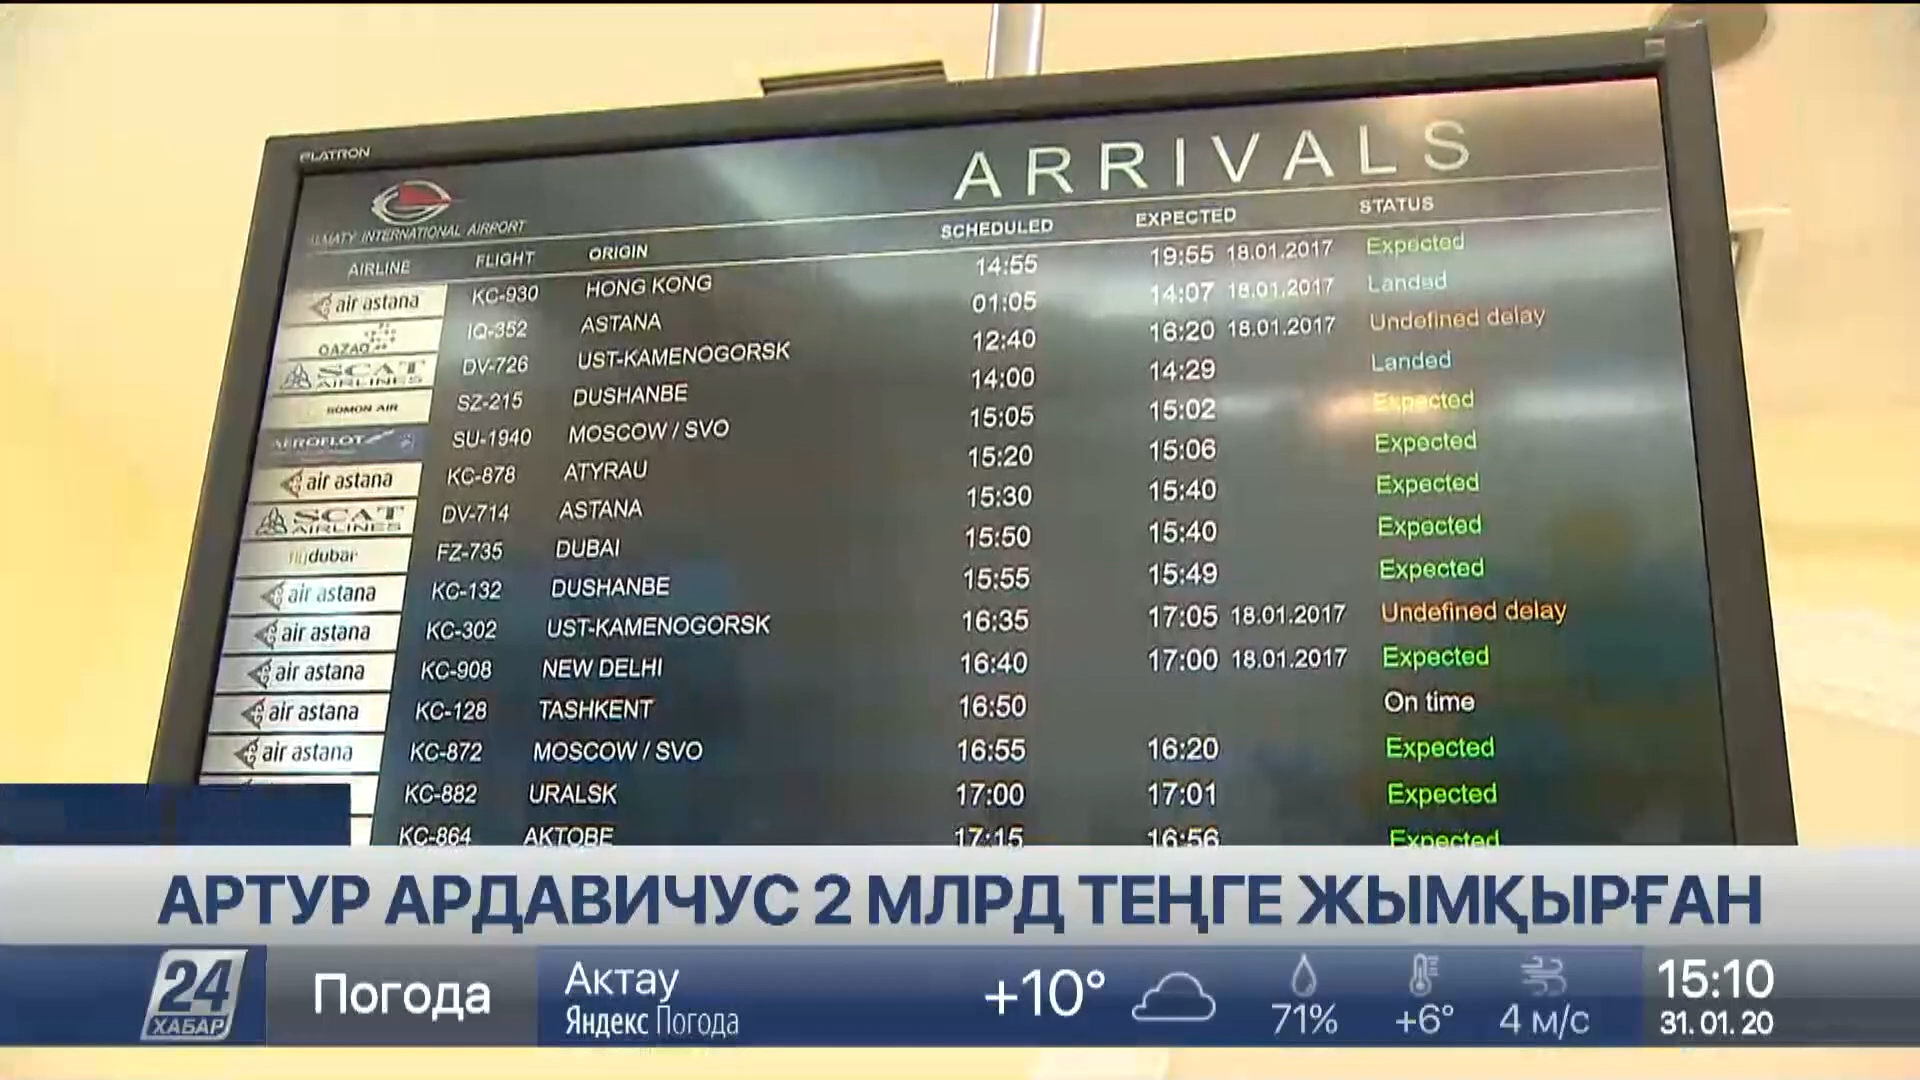 FLATRON
ARRIVALS
ALMATY INTERNATIONAL AIRPORT
AIRLINE FLIGHT ORIGIN SCHEDULED EXPECTED STATUS
air astana KC-930 HONG KONG 14:55 19:55 18.01.2017 Expected
QAZAQ IQ-352 ASTANA 01:05 14:07 18.01.2017 Landed
SCAT AIRLINES DV-726 UST-KAMENOGORSK 12:40 16:20 18.01.2017 Undefined delay
SOMON AIR SZ-215 DUSHANBE 14:00 14:29 Landed
AEROFLOT SU-1940 MOSCOW / SVO 15:05 15:02 Expected
air astana KC-878 ATYRAU 15:20 15:06 Expected
SCAT AIRLINES DV-714 ASTANA 15:30 15:40 Expected
flydubai FZ-735 DUBAI 15:50 15:40 Expected
air astana KC-132 DUSHANBE 15:55 15:49 Expected
air astana KC-302 UST-KAMENOGORSK 16:35 17:05 18.01.2017 Undefined delay
air astana KC-908 NEW DELHI 16:40 17:00 18.01.2017 Expected
air astana KC-128 TASHKENT 16:50 On time
air astana KC-872 MOSCOW / SVO 16:55 16:20 Expected
KC-882 URALSK 17:00 17:01 Expected
KC-864 AKTOBE 17:15 16:56 Expected
АРТУР АРДАВИЧУС 2 МЛРД ТЕҢГЕ ЖЫМҚЫРҒАН
24 ХАБАР
Погода
Актау
Яндекс Погода
+10°
71%
+6°
4 м/с
15:10
31.01.20